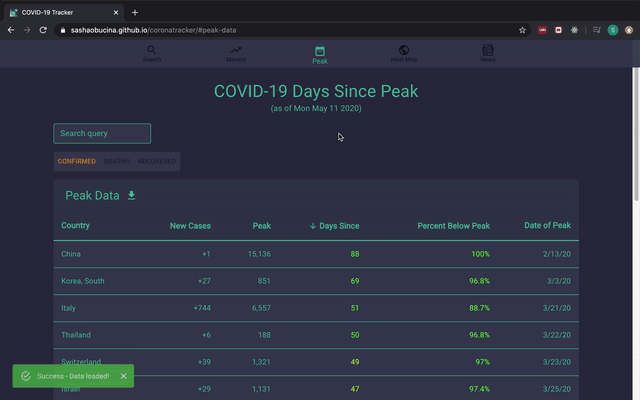 COVID-19 Tracker
sashaobucina.github.io/coronatracker/#peak-data
Search
Movers
Peak
Heat Map
News
COVID-19 Days Since Peak
(as of Mon May 11 2020)
Search query
CONFIRMED DEATHS RECOVERED
Peak Data
Country New Cases Peak ↓ Days Since Percent Below Peak Date of Peak
China +1 15,136 88 100% 2/13/20
Korea, South +27 851 69 96.8% 3/3/20
Italy +744 6,557 51 88.7% 3/21/20
Thailand +6 188 50 96.8% 3/22/20
Switzerland +39 1,321 49 97% 3/23/20
Israel +29 1,131 47 97.4% 3/25/20
Success - Data loaded!